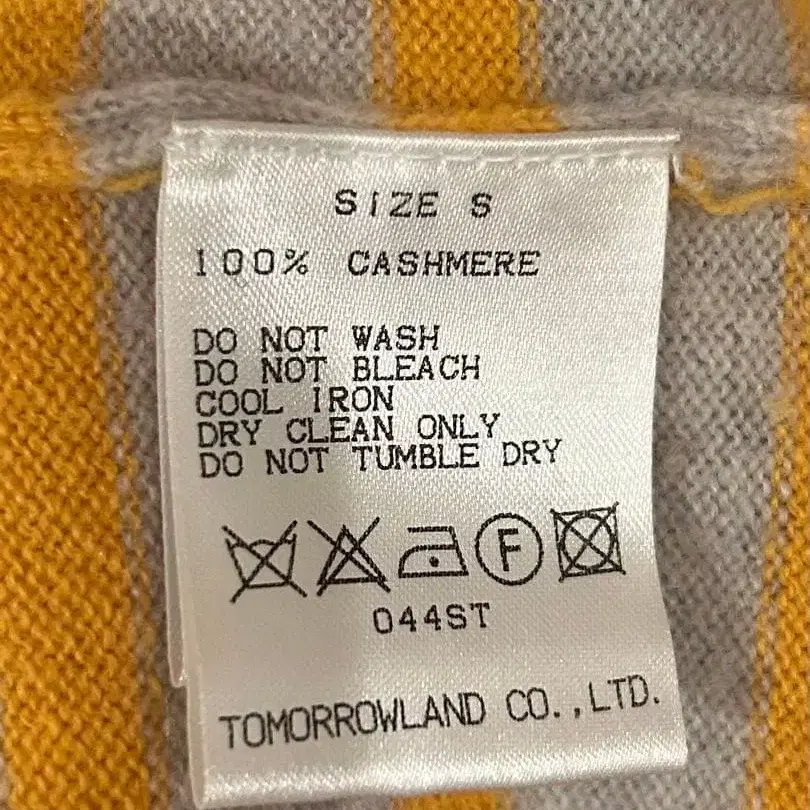 SIZE S
100% CASHMERE
DO NOT WASH
DO NOT BLEACH
COOL IRON
DRY CLEAN ONLY
DO NOT TUMBLE DRY
F
044ST
TOMORROWLAND CO.,LTD.